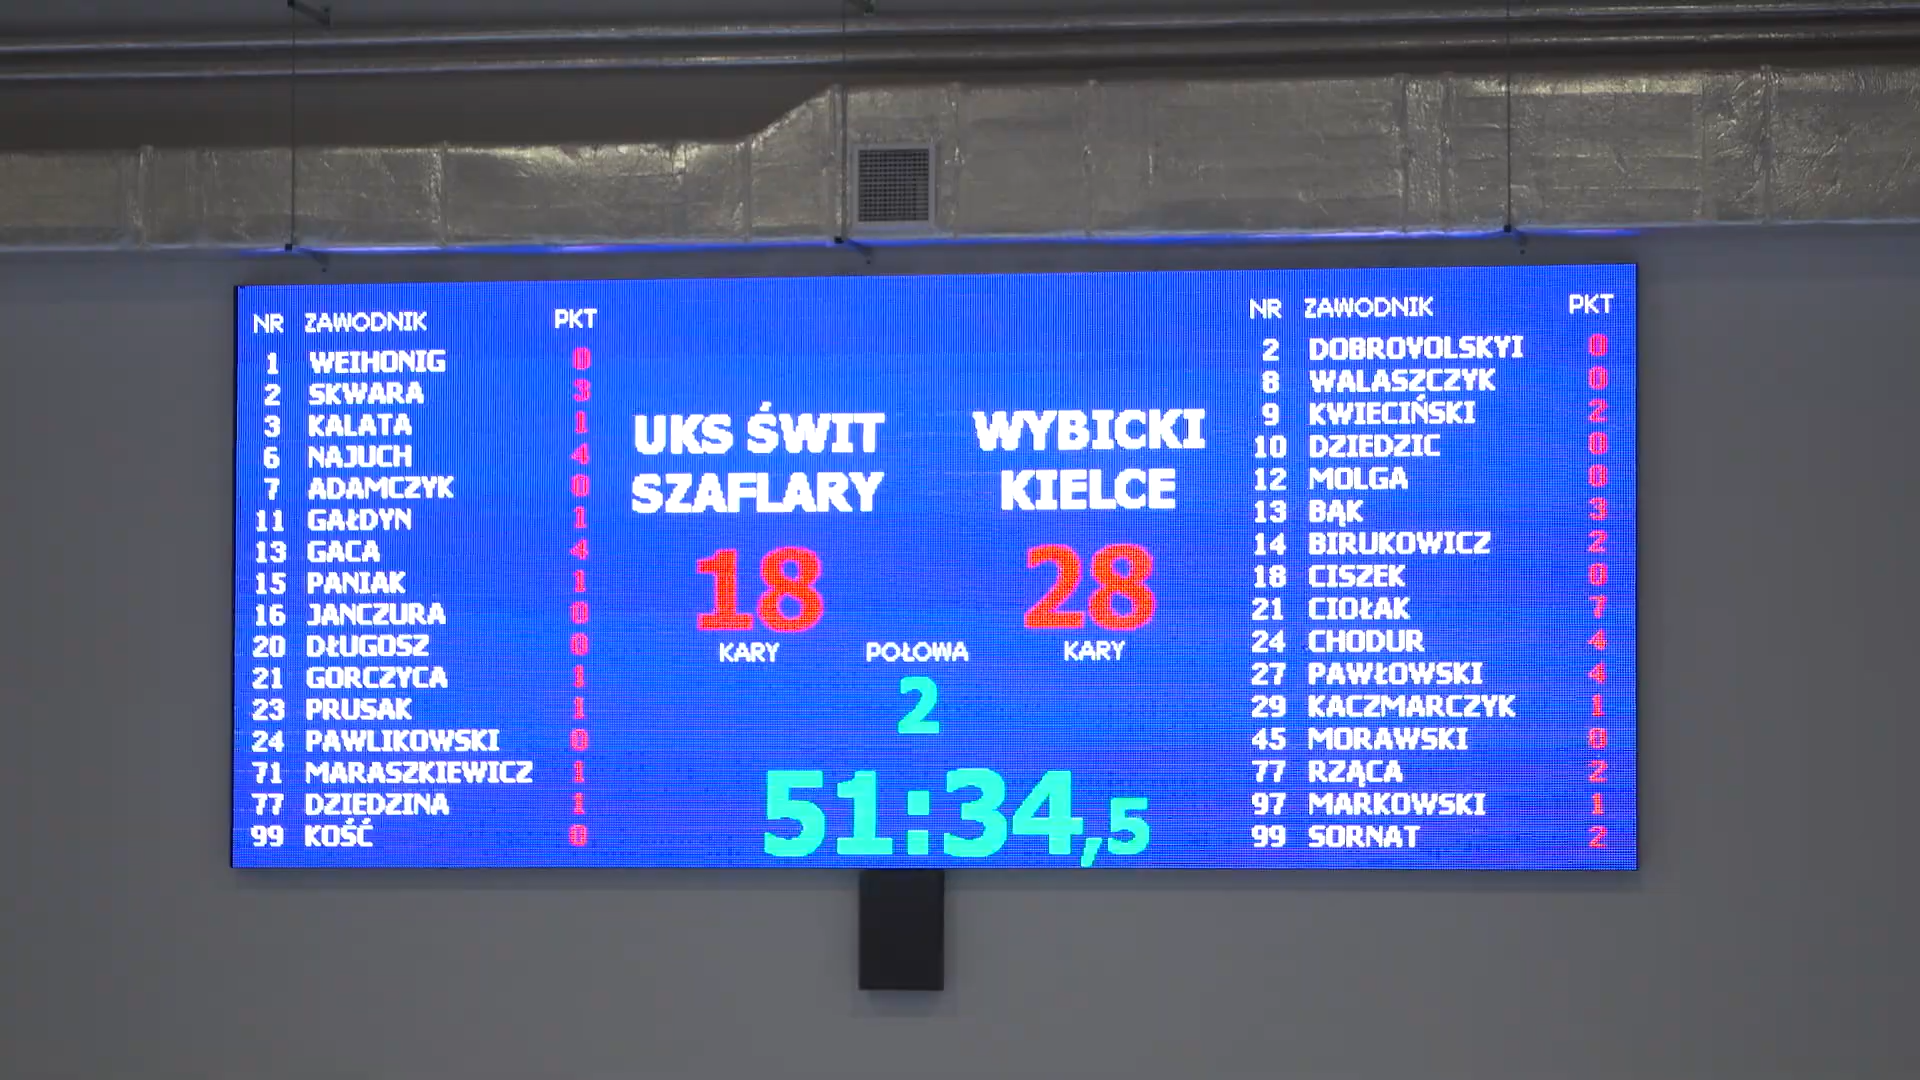 NR ZAWODNIK PKT
1 WEIHONIG 0
2 SKWARA 3
3 KALATA 1
6 NAJUCH 4
7 ADAMCZYK 0
11 GAŁDYN 1
13 GACA 4
15 PANIAK 1
16 JANCZURA 0
20 DŁUGOSZ 0
21 GORCZYCA 1
23 PRUSAK 1
24 PAWLIKOWSKI 0
71 MARASZKIEWICZ 1
77 DZIEDZINA 1
99 KOŚĆ 0
UKS ŚWIT
SZAFLARY
18
KARY
WYBICKI
KIELCE
28
KARY
POŁOWA
2
51:34,5
NR ZAWODNIK PKT
2 DOBROVOLSKYI 0
8 WALASZCZYK 0
9 KWIECIŃSKI 2
10 DZIEDZIC 0
12 MOLGA 0
13 BĄK 3
14 BIRUKOWICZ 2
18 CISZEK 0
21 CIOŁAK 7
24 CHODUR 4
27 PAWŁOWSKI 4
29 KACZMARCZYK 1
45 MORAWSKI 0
77 RZĄCA 2
97 MARKOWSKI 1
99 SORNAT 2